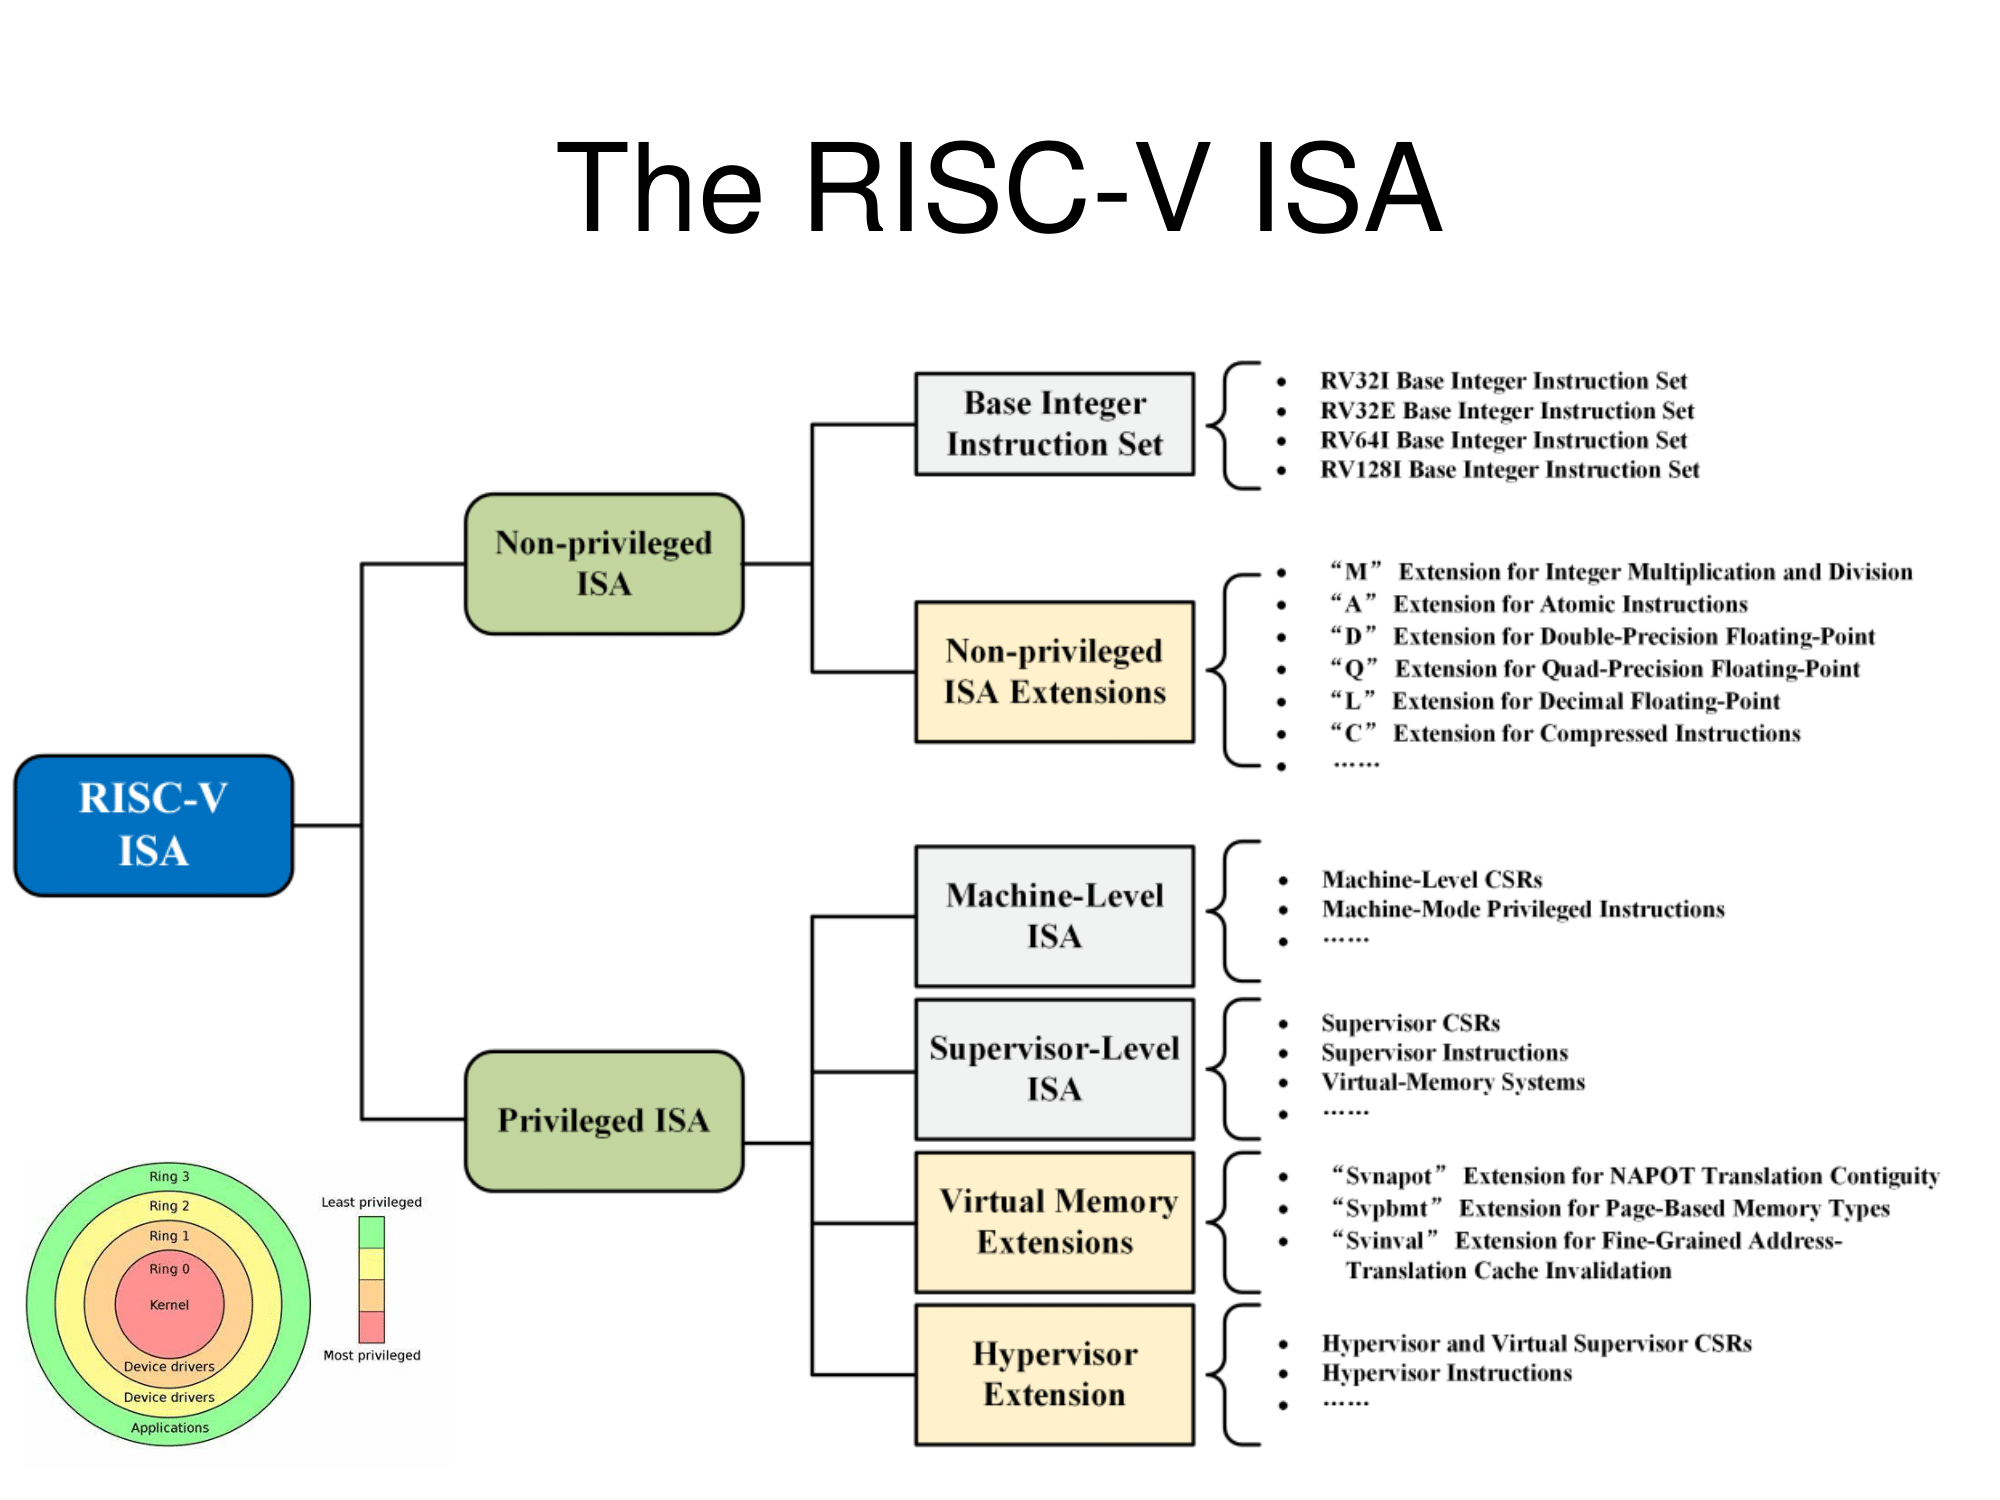 The RISC-V ISA
Base Integer
Instruction Set
• RV32I Base Integer Instruction Set
• RV32E Base Integer Instruction Set
• RV64I Base Integer Instruction Set
• RV128I Base Integer Instruction Set
Non-privileged
ISA
Non-privileged
ISA Extensions
• “M” Extension for Integer Multiplication and Division
• “A” Extension for Atomic Instructions
• “D” Extension for Double-Precision Floating-Point
• “Q” Extension for Quad-Precision Floating-Point
• “L” Extension for Decimal Floating-Point
• “C” Extension for Compressed Instructions
• ……
RISC-V
ISA
Machine-Level
ISA
• Machine-Level CSRs
• Machine-Mode Privileged Instructions
• ……
Supervisor-Level
ISA
• Supervisor CSRs
• Supervisor Instructions
• Virtual-Memory Systems
• ……
Privileged ISA
Virtual Memory
Extensions
• “Svnapot” Extension for NAPOT Translation Contiguity
• “Svpbmt” Extension for Page-Based Memory Types
• “Svinval” Extension for Fine-Grained Address-
Translation Cache Invalidation
Hypervisor
Extension
• Hypervisor and Virtual Supervisor CSRs
• Hypervisor Instructions
• ……
Ring 3
Ring 2
Ring 1
Ring 0
Kernel
Device drivers
Device drivers
Applications
Least privileged
Most privileged